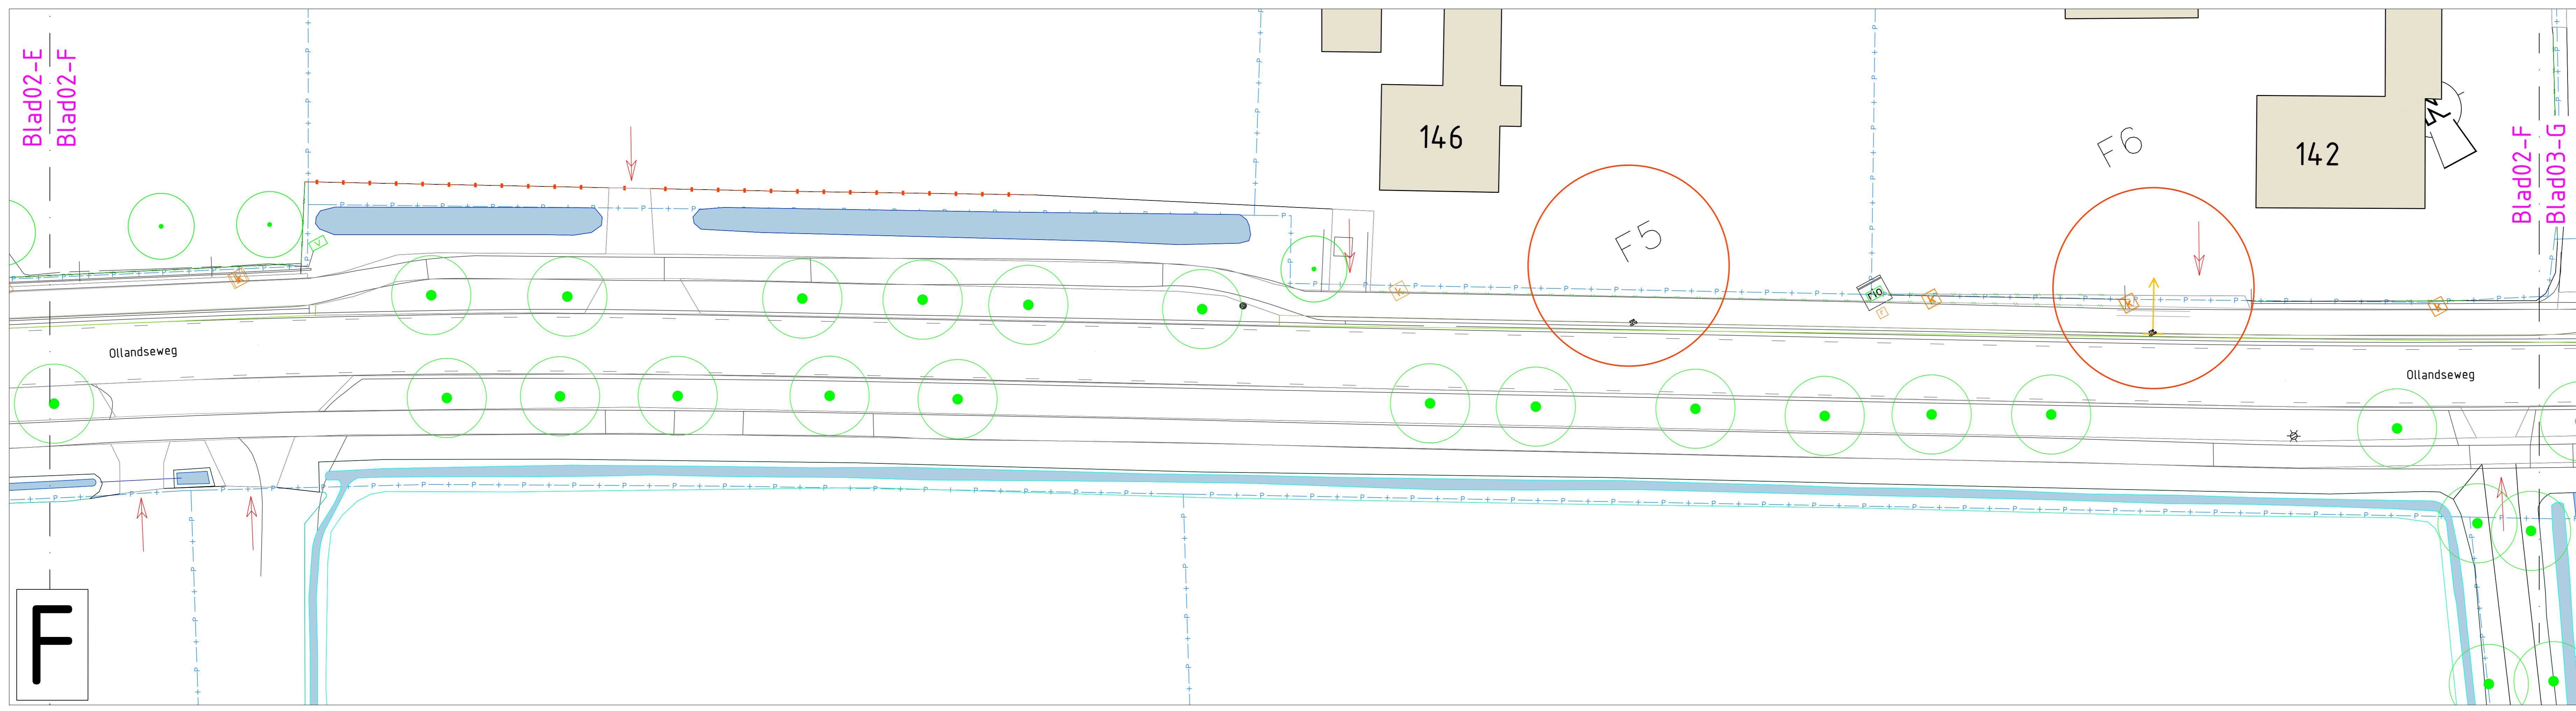 Blad02-E
Blad02-F
146
F5
F6
142
Blad02-F
Blad03-G
V
k
k
rio
k
k
k
Ollandseweg
Ollandseweg
F